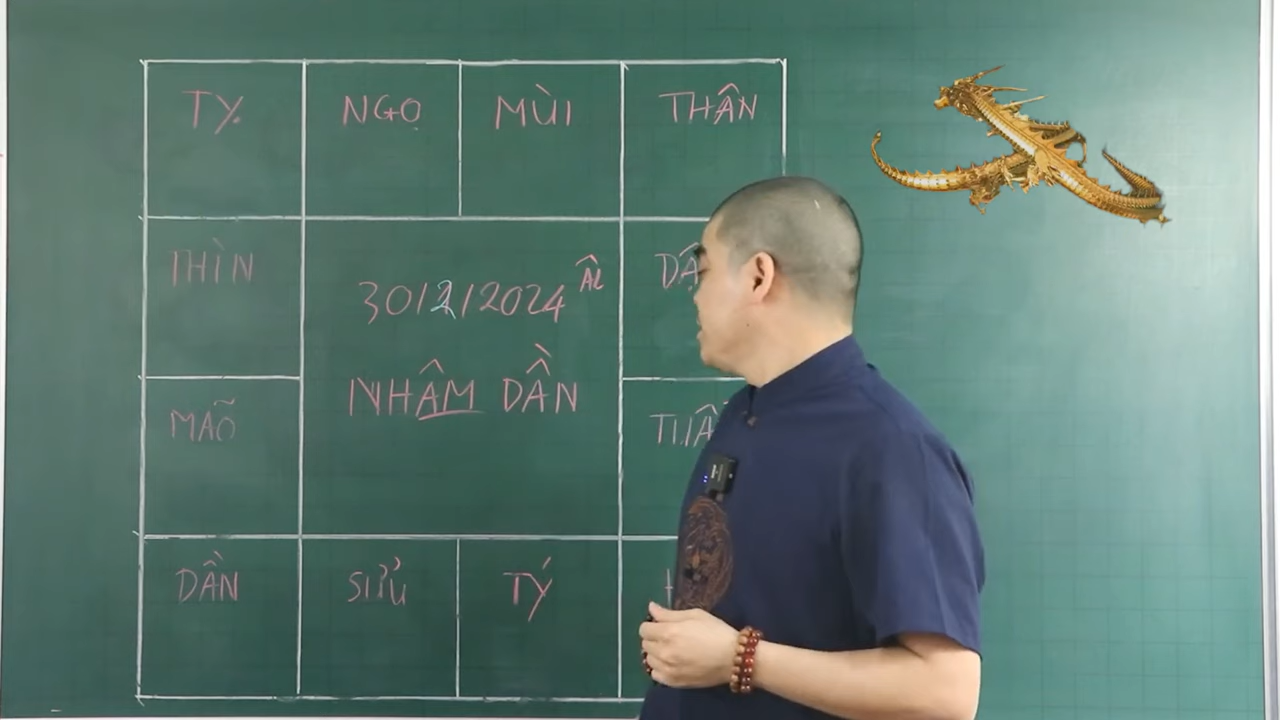 TỴ NGỌ MÙI THÂN
THÌN
30/2/2024 ÂL
NHÂM DẦN
MÃO
DẦN SỬU TÝ